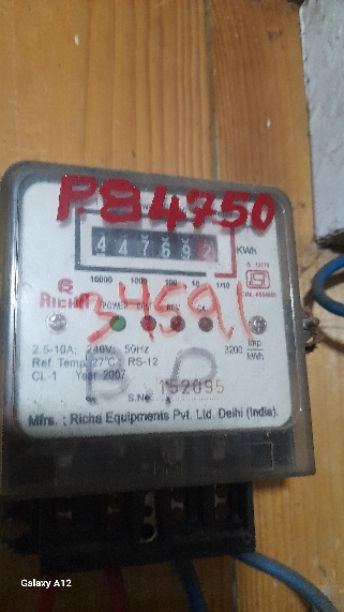 P84750
44769 2 KWh
10000 1000 100 10 1/10
RICHA POWER
34591
2.5-10A; 240V; 50Hz 3200 imp/kWh
Ref. Temp. 27°C; RS-12
CL-1 Year 2007
S.No. 152095
Mfrs. : Richa Equipments Pvt. Ltd. Delhi (India).
Galaxy A12